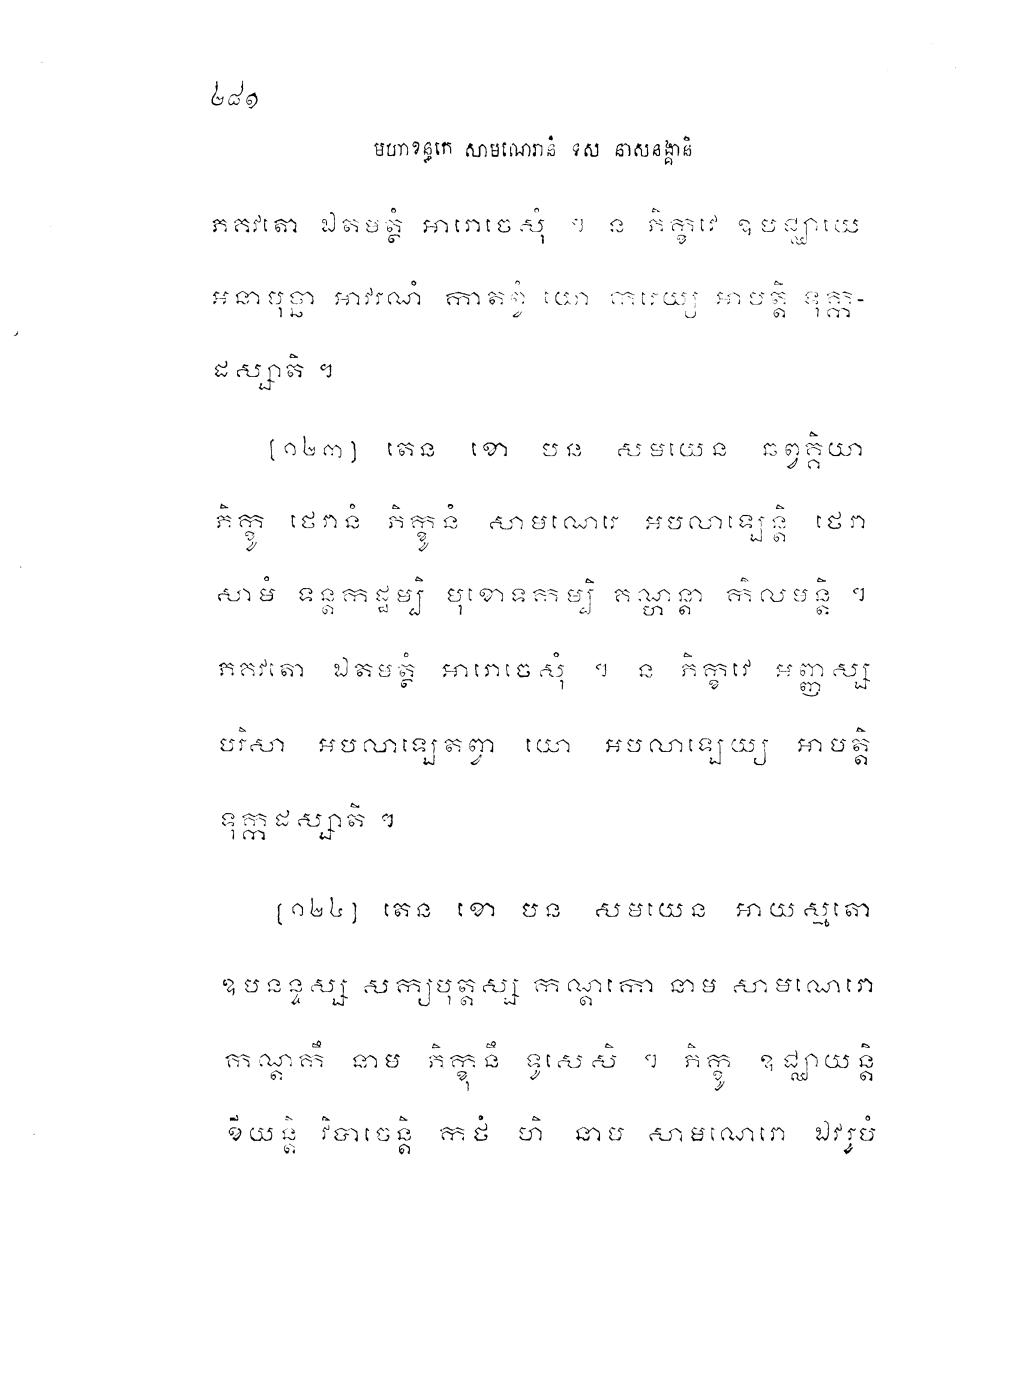 ២៨១
មហាខន្ធកេ សាមណេរានំ ទស នាសនង្គានិ
ភគវតោ ឯតមត្ថំ អារោចេសុំ ។ ន ភិក្ខវេ ឧបជ្ឈាយេ
អនាបុច្ឆា អាវរណំ កាតព្វំ យោ ករេយ្យ អាបត្តិ ទុក្ក-
ដស្សាតិ ។
[១២៣] តេន ខោ បន សមយេន ឆព្វគ្គិយា
ភិក្ខូ ថេរានំ ភិក្ខូនំ សាមណេរេ អបលាឡេន្តិ ថេរា
សាមំ ទន្តកដ្ឋម្បិ មុខោទកម្បិ គណ្ហន្តា កិលមន្តិ ។
ភគវតោ ឯតមត្ថំ អារោចេសុំ ។ ន ភិក្ខវេ អញ្ញស្ស
បរិសា អបលាឡេតព្វា យោ អបលាឡេយ្យ អាបត្តិ
ទុក្កដស្សាតិ ។
[១២៤] តេន ខោ បន សមយេន អាយស្មតោ
ឧបនន្ទស្ស សក្យបុត្តស្ស កណ្តកោ នាម សាមណេរោ
កណ្តកឹ នាម ភិក្ខុនឹ ទូសេសិ ។ ភិក្ខូ ឧជ្ឈាយន្តិ
ខីយន្តិ វិបាចេន្តិ កថំ ហិ នាម សាមណេរោ ឯវរូបំ